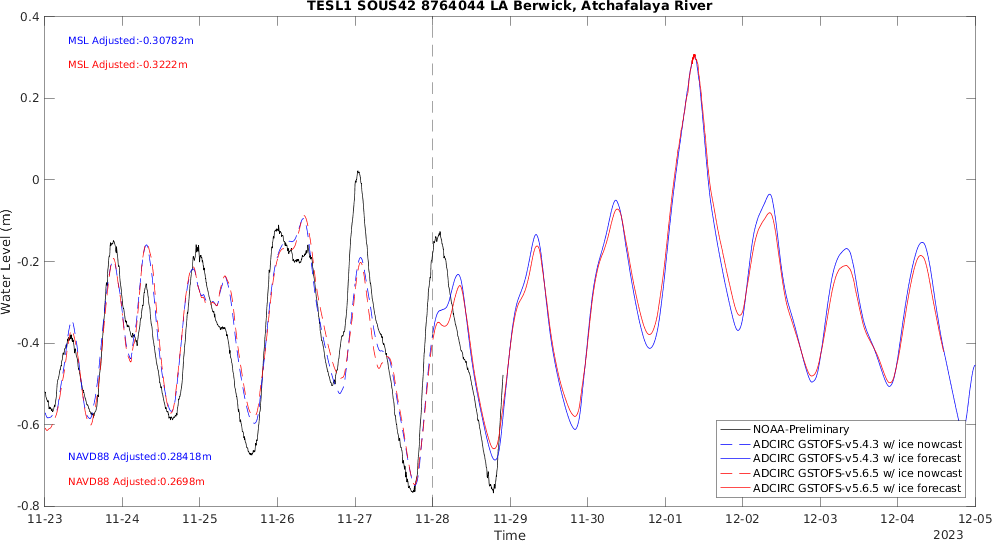 TESL1 SOUS42 8764044 LA Berwick, Atchafalaya River
MSL Adjusted:-0.30782m
MSL Adjusted:-0.3222m
0.4
0.2
0
-0.2
-0.4
-0.6
-0.8
Water Level (m)
NAVD88 Adjusted:0.28418m
NAVD88 Adjusted:0.2698m
NOAA-Preliminary
ADCIRC GSTOFS-v5.4.3 w/ ice nowcast
ADCIRC GSTOFS-v5.4.3 w/ ice forecast
ADCIRC GSTOFS-v5.6.5 w/ ice nowcast
ADCIRC GSTOFS-v5.6.5 w/ ice forecast
11-23 11-24 11-25 11-26 11-27 11-28 11-29 11-30 12-01 12-02 12-03 12-04 12-05
Time
2023